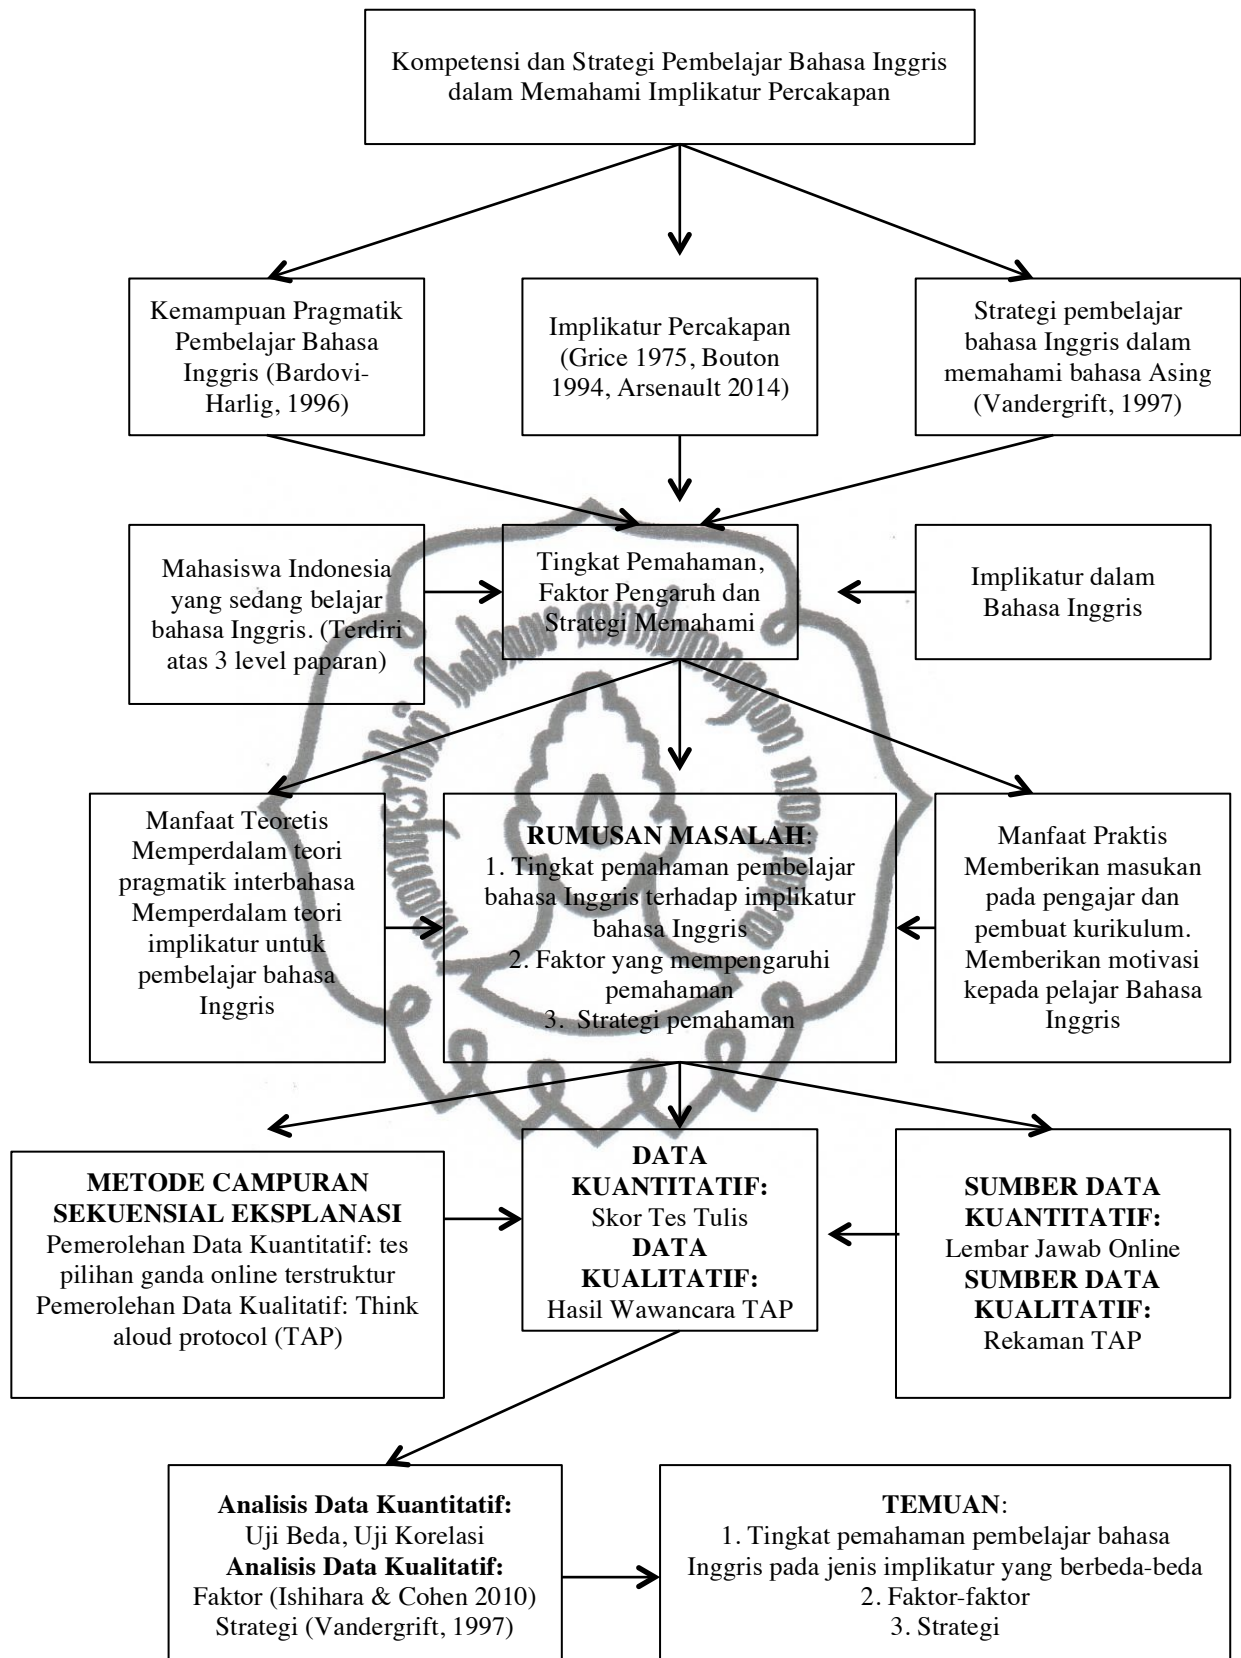 Kompetensi dan Strategi Pembelajar Bahasa Inggris
dalam Memahami Implikatur Percakapan
Kemampuan Pragmatik
Pembelajar Bahasa
Inggris (Bardovi-
Harlig, 1996)
Implikatur Percakapan
(Grice 1975, Bouton
1994, Arsenault 2014)
Strategi pembelajar
bahasa Inggris dalam
memahami bahasa Asing
(Vandergrift, 1997)
Mahasiswa Indonesia
yang sedang belajar
bahasa Inggris. (Terdiri
atas 3 level paparan)
Tingkat Pemahaman,
Faktor Pengaruh dan
Strategi Memahami
Implikatur dalam
Bahasa Inggris
Manfaat Teoretis
Memperdalam teori
pragmatik interbahasa
Memperdalam teori
implikatur untuk
pembelajar bahasa
Inggris
RUMUSAN MASALAH:
1. Tingkat pemahaman pembelajar
bahasa Inggris terhadap implikatur
bahasa Inggris
2. Faktor yang mempengaruhi
pemahaman
3. Strategi pemahaman
Manfaat Praktis
Memberikan masukan
pada pengajar dan
pembuat kurikulum.
Memberikan motivasi
kepada pelajar Bahasa
Inggris
METODE CAMPURAN
SEKUENSIAL EKSPLANASI
Pemerolehan Data Kuantitatif: tes
pilihan ganda online terstruktur
Pemerolehan Data Kualitatif: Think
aloud protocol (TAP)
DATA
KUANTITATIF:
Skor Tes Tulis
DATA
KUALITATIF:
Hasil Wawancara TAP
SUMBER DATA
KUANTITATIF:
Lembar Jawab Online
SUMBER DATA
KUALITATIF:
Rekaman TAP
Analisis Data Kuantitatif:
Uji Beda, Uji Korelasi
Analisis Data Kualitatif:
Faktor (Ishihara & Cohen 2010)
Strategi (Vandergrift, 1997)
TEMUAN:
1. Tingkat pemahaman pembelajar bahasa
Inggris pada jenis implikatur yang berbeda-beda
2. Faktor-faktor
3. Strategi